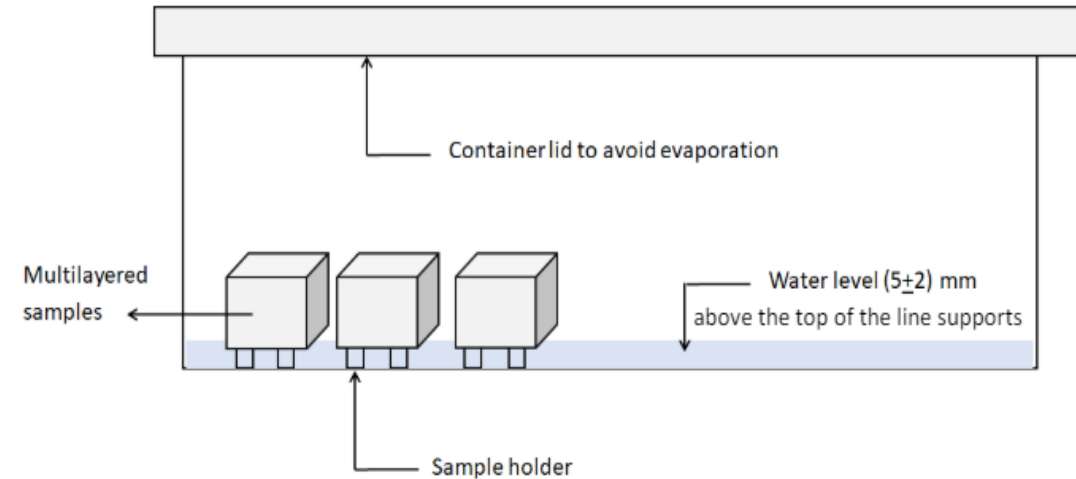 Container lid to avoid evaporation
Multilayered
samples
Water level (5±2) mm
above the top of the line supports
Sample holder